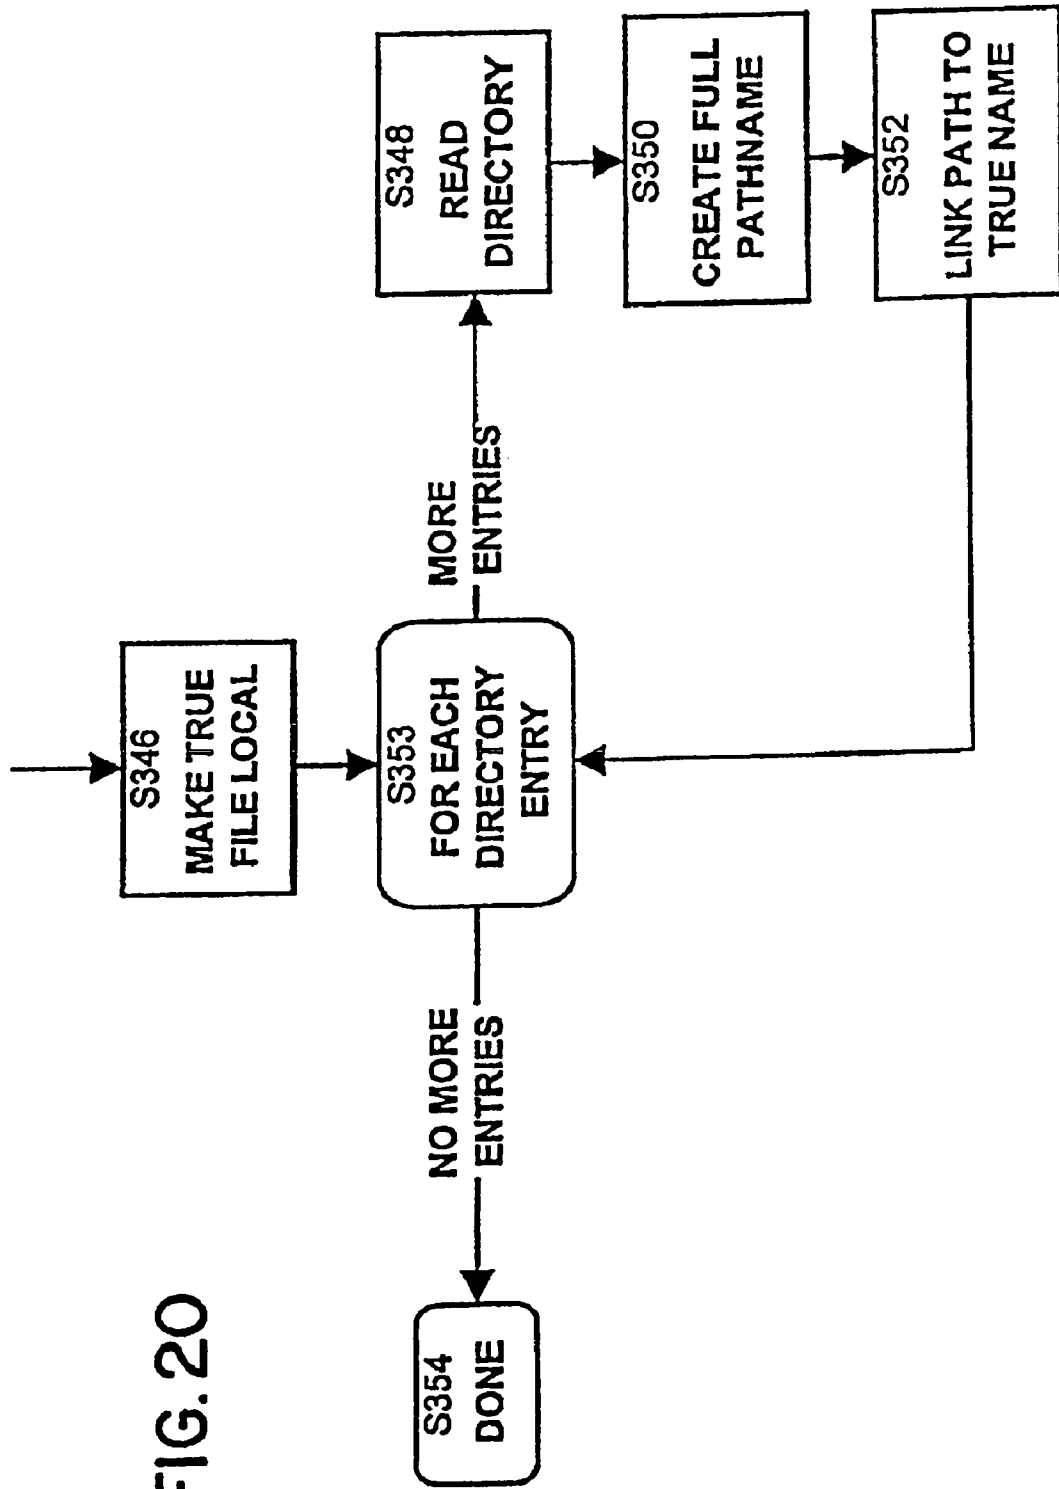 FIG. 20
S346
MAKE TRUE
FILE LOCAL
S353
FOR EACH
DIRECTORY
ENTRY
NO MORE
ENTRIES
S354
DONE
MORE
ENTRIES
S348
READ
DIRECTORY
S350
CREATE FULL
PATHNAME
S352
LINK PATH TO
TRUE NAME